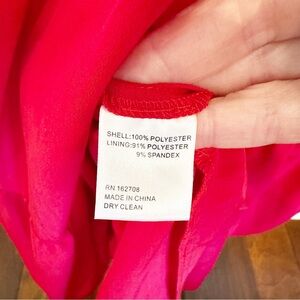 SHELL:100% POLYESTER
LINING:91% POLYESTER
9% SPANDEX
RN 162708
MADE IN CHINA
DRY CLEAN